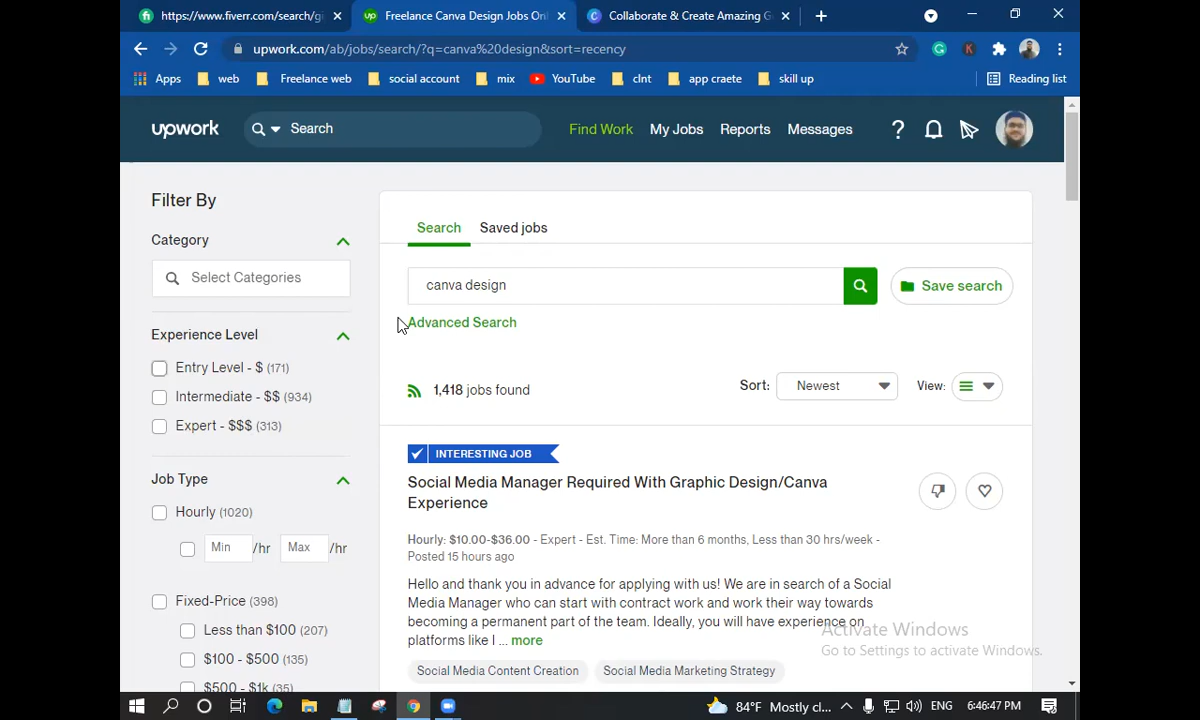 https://www.fiverr.com/search/gi
Freelance Canva Design Jobs Onl
Collaborate & Create Amazing G
upwork.com/ab/jobs/search/?q=canva%20design&sort=recency
Apps web Freelance web social account mix YouTube clnt app craete skill up Reading list
upwork Search Find Work My Jobs Reports Messages ?
Filter By
Category
Select Categories
Experience Level
Entry Level - $ (171)
Intermediate - $$ (934)
Expert - $$$ (313)
Job Type
Hourly (1020)
Min /hr Max /hr
Fixed-Price (398)
Less than $100 (207)
$100 - $500 (135)
$500 - $1k (35)
Search Saved jobs
canva design
Save search
Advanced Search
1,418 jobs found Sort: Newest View:
INTERESTING JOB
Social Media Manager Required With Graphic Design/Canva
Experience
Hourly: $10.00-$36.00 - Expert - Est. Time: More than 6 months, Less than 30 hrs/week -
Posted 15 hours ago
Hello and thank you in advance for applying with us! We are in search of a Social
Media Manager who can start with contract work and work their way towards
becoming a permanent part of the team. Ideally, you will have experience on
platforms like I ... more
Social Media Content Creation Social Media Marketing Strategy
Activate Windows
Go to Settings to activate Windows.
84°F Mostly cl... ENG 6:46:47 PM